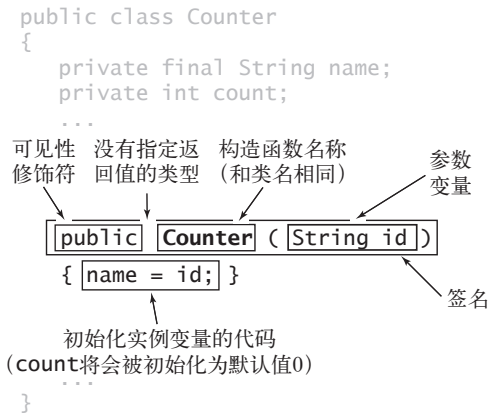 public class Counter
{
private final String name;
private int count;
...
可见性 没有指定返 构造函数名称 参数
修饰符 回值的类型 （和类名相同） 变量
public Counter ( String id )
{ name = id; }
签名
初始化实例变量的代码
（count将会被初始化为默认值0）
...
}